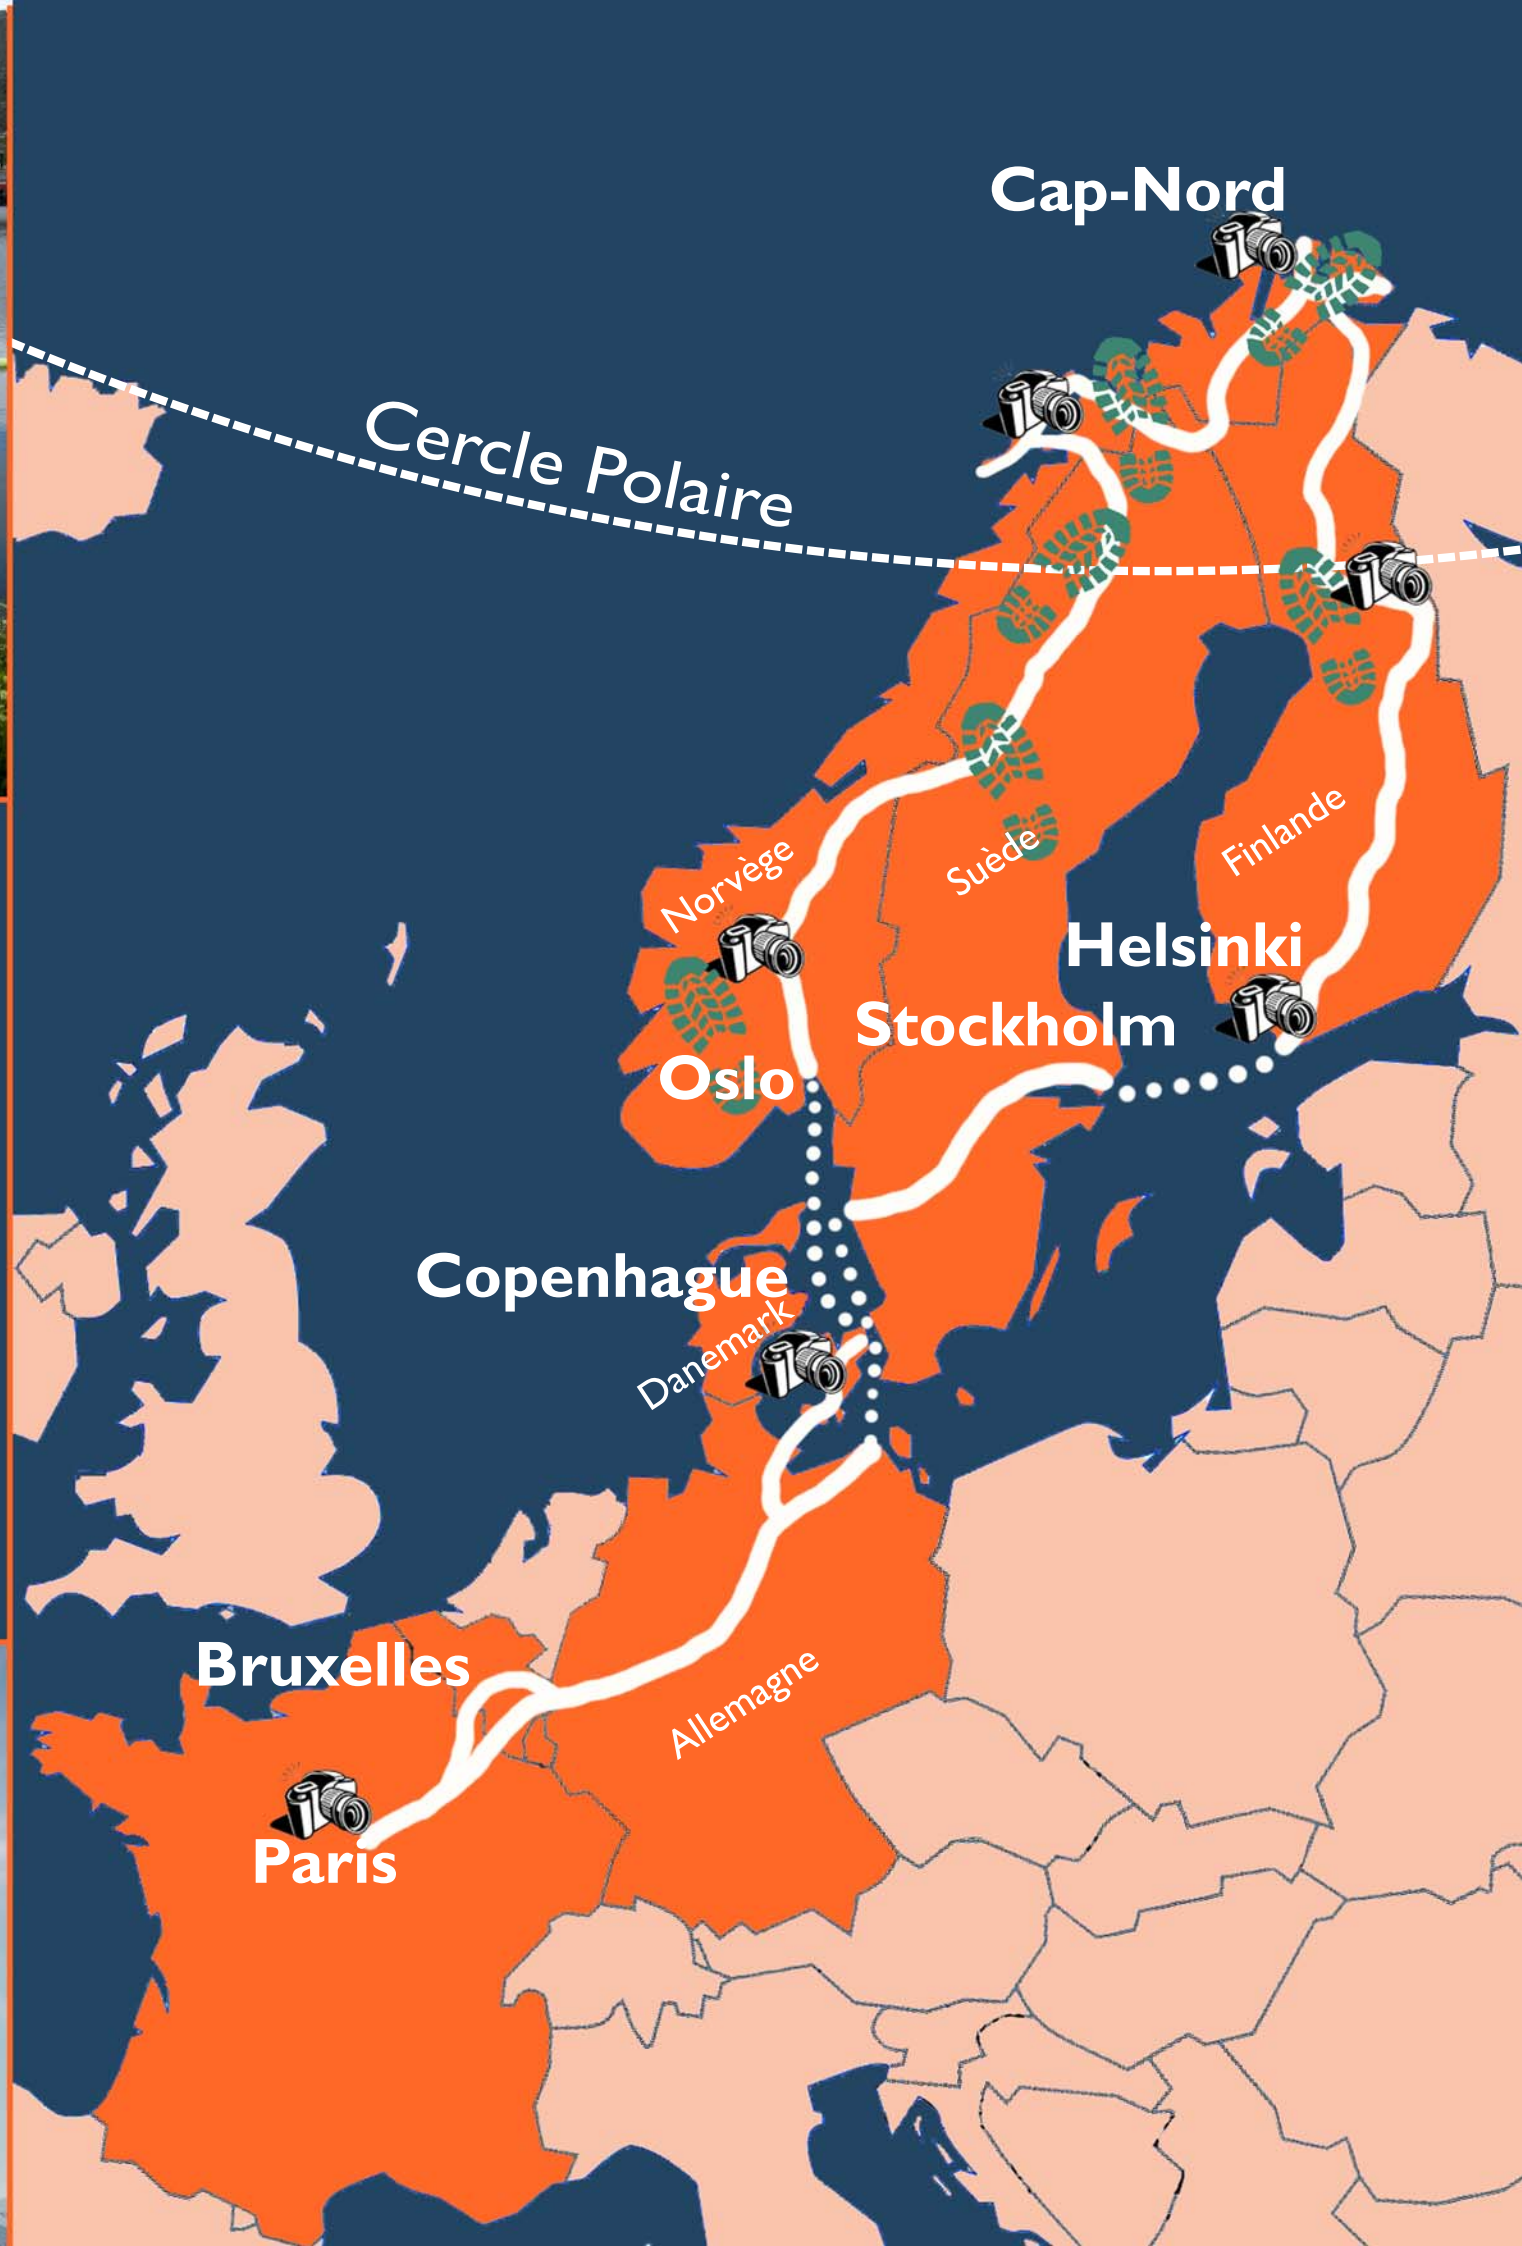 Cap-Nord
Cercle Polaire
Norvège
Suède
Finlande
Helsinki
Stockholm
Oslo
Copenhague
Danemark
Bruxelles
Allemagne
Paris